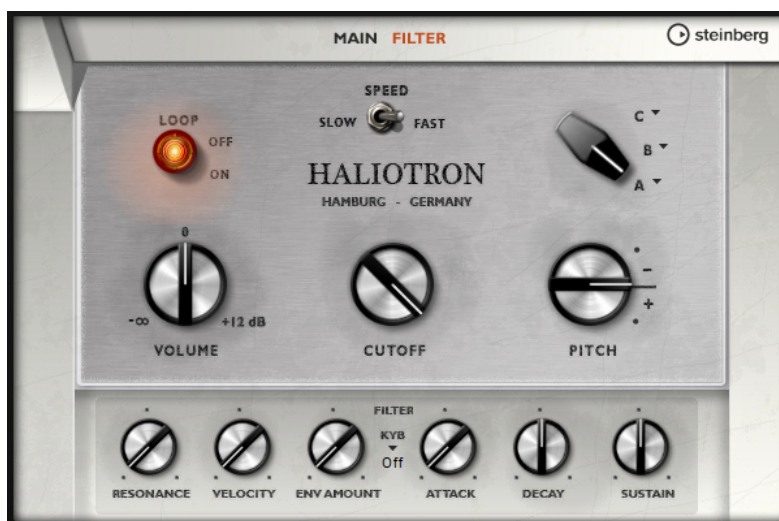 MAIN FILTER
steinberg
SPEED
SLOW FAST
LOOP
OFF
ON
C
B
A
HALIOTRON
HAMBURG - GERMANY
0
-∞ +12 dB
VOLUME
CUTOFF
-
+
PITCH
FILTER
KYB
Off
RESONANCE VELOCITY ENV AMOUNT ATTACK DECAY SUSTAIN